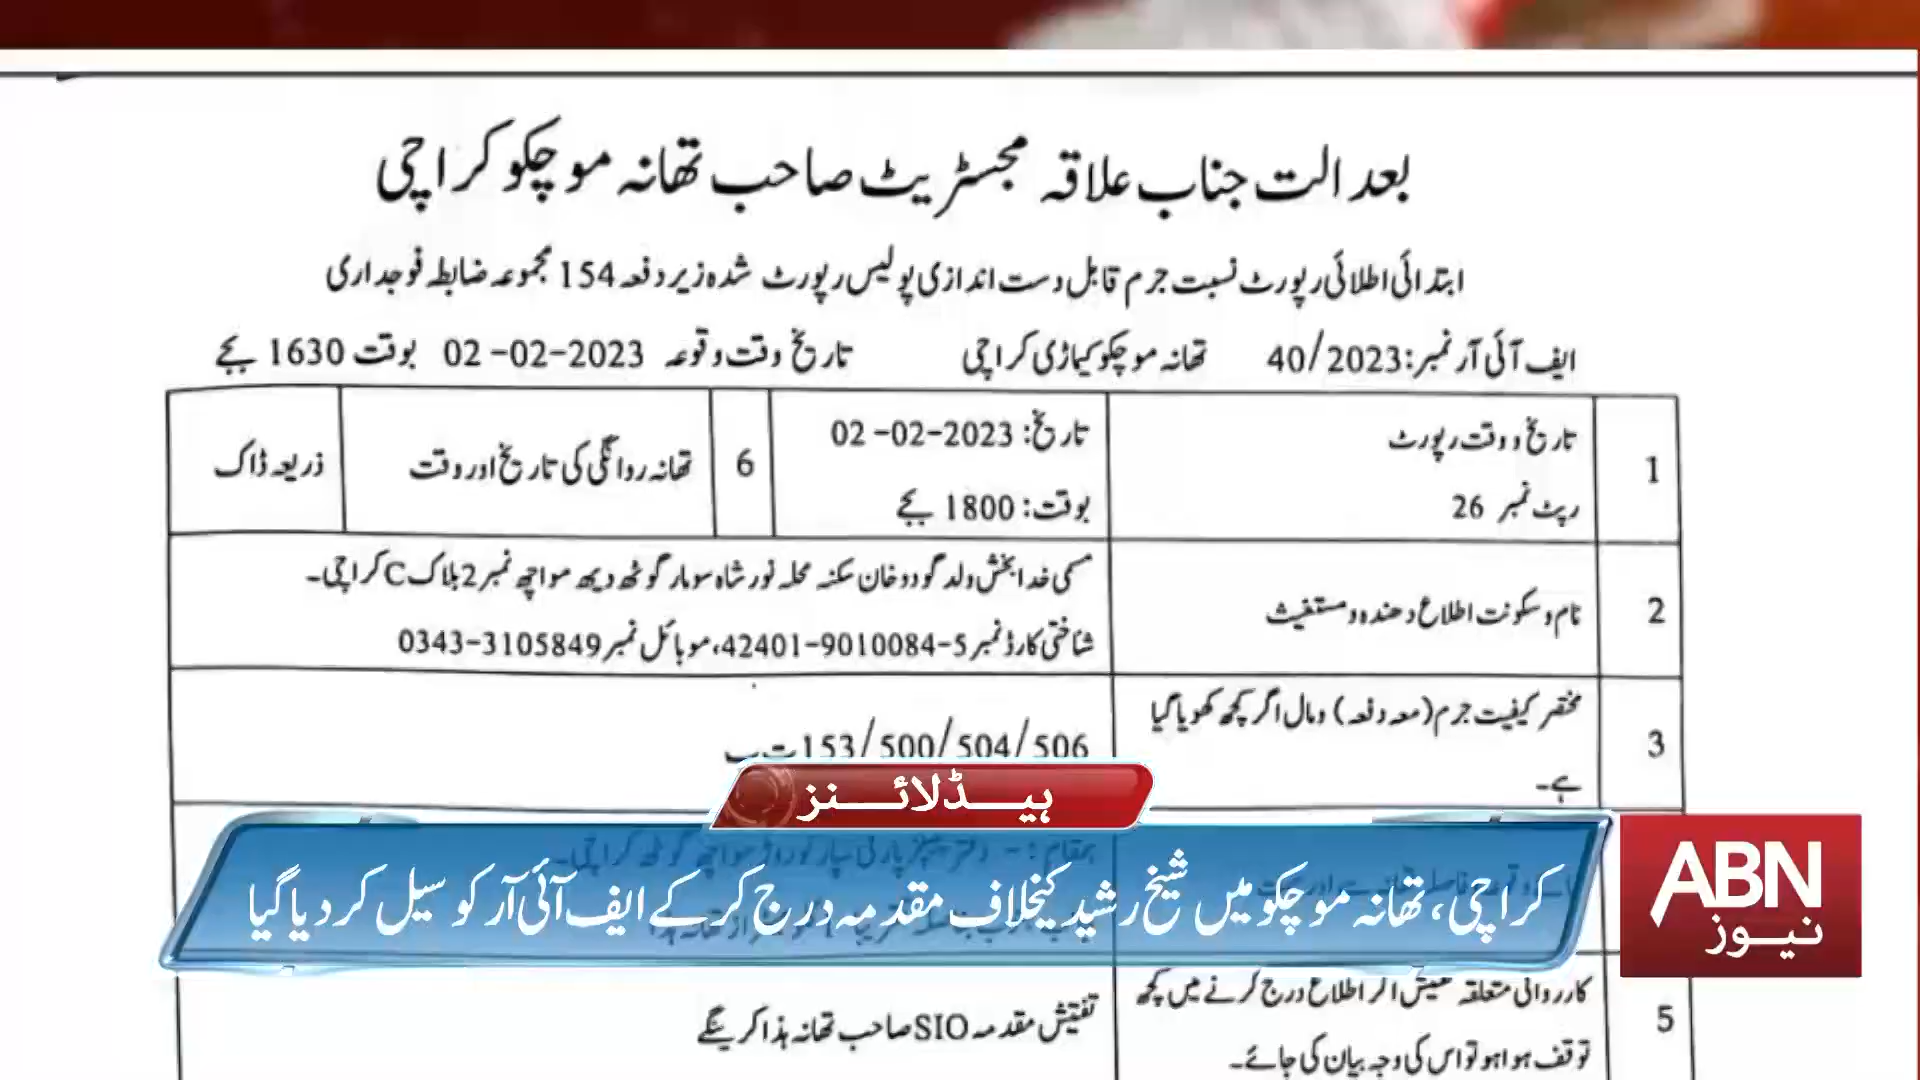 بعدالت جناب علاقہ مجسٹریٹ صاحب تھانہ موچکو کراچی
ابتدائی اطلائی رپورٹ نسبت جرم قابل دست اندازی پولیس رپورٹ شدہ زیر دفعہ 154 مجموعہ ضابطہ فوجداری
ایف آئی آر نمبر: 40/2023 تھانہ موچکو کیماڑی کراچی تاریخ وقت وقوعہ 02-02-2023 بوقت 1630 بجے
1 تاریخ و وقت رپورٹ تاریخ: 02-02-2023 6 تھانہ روانگی کی تاریخ اور وقت ذریعہ ڈاک
رپٹ نمبر 26 بوقت: 1800 بجے
2 نام و سکونت اطلاع دھندہ و مستغیث مسمی خدا بخش ولد گودو خان سکنہ محلہ نور شاہ سومار گوٹھ دیھ مواچھ نمبر 2 بلاک C کراچی۔
شناختی کارڈ نمبر 5-9010084-42401، موبائل نمبر 0343-3105849
3 مختصر کیفیت جرم (معہ دفعہ) و مال اگر کچھ کھویا گیا ہے۔ 153/500/504/506 ت پ
ہیڈلائنز
کراچی، تھانہ موچکو میں شیخ رشید کیخلاف مقدمہ درج کر کے ایف آئی آر کو سیل کر دیا گیا
ABN
نیوز
5 کارروائی متعلقہ تفتیش اگر اطلاع درج کرنے میں کچھ توقف ہوا ہو تو اس کی وجہ بیان کی جائے۔ تفتیش مقدمہ SIO صاحب تھانہ ہذا کرینگے